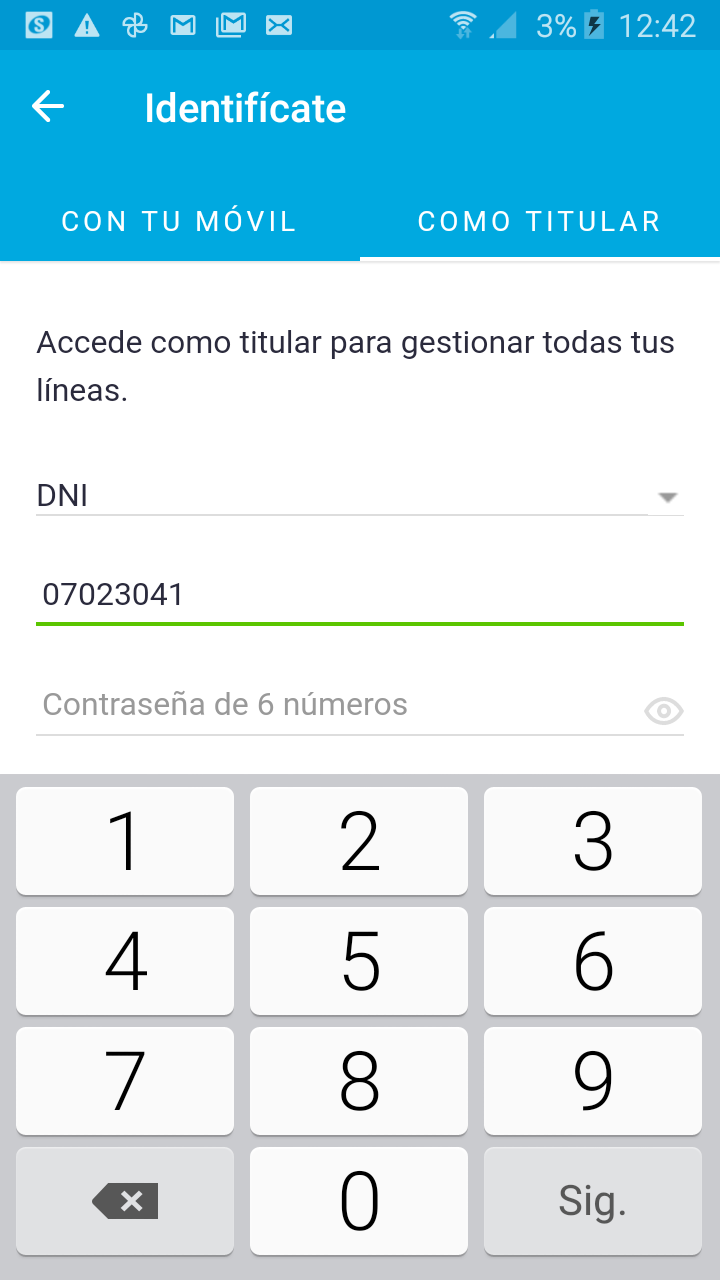 3% 12:42
Identifícate
CON TU MÓVIL COMO TITULAR
Accede como titular para gestionar todas tus
líneas.
DNI
07023041
Contraseña de 6 números
1 2 3
4 5 6
7 8 9
0 Sig.